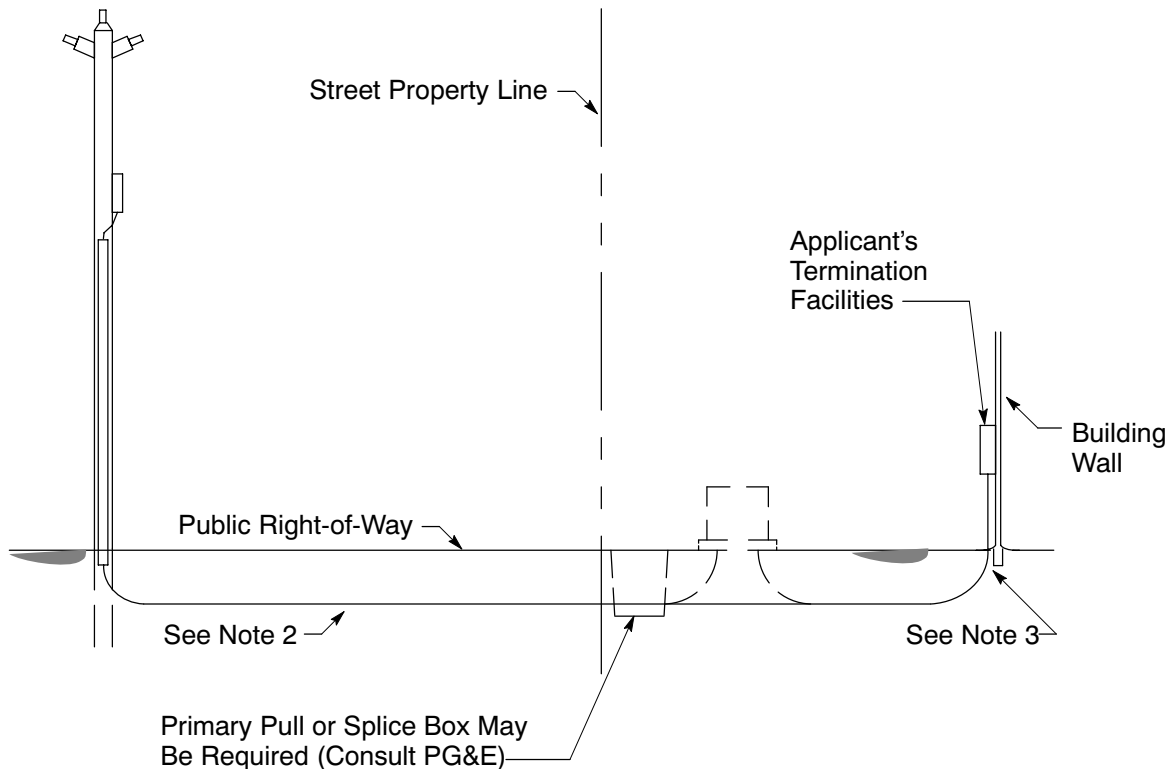 Street Property Line
Applicant’s
Termination
Facilities
Building
Wall
Public Right-of-Way
See Note 2
See Note 3
Primary Pull or Splice Box May
Be Required (Consult PG&E)